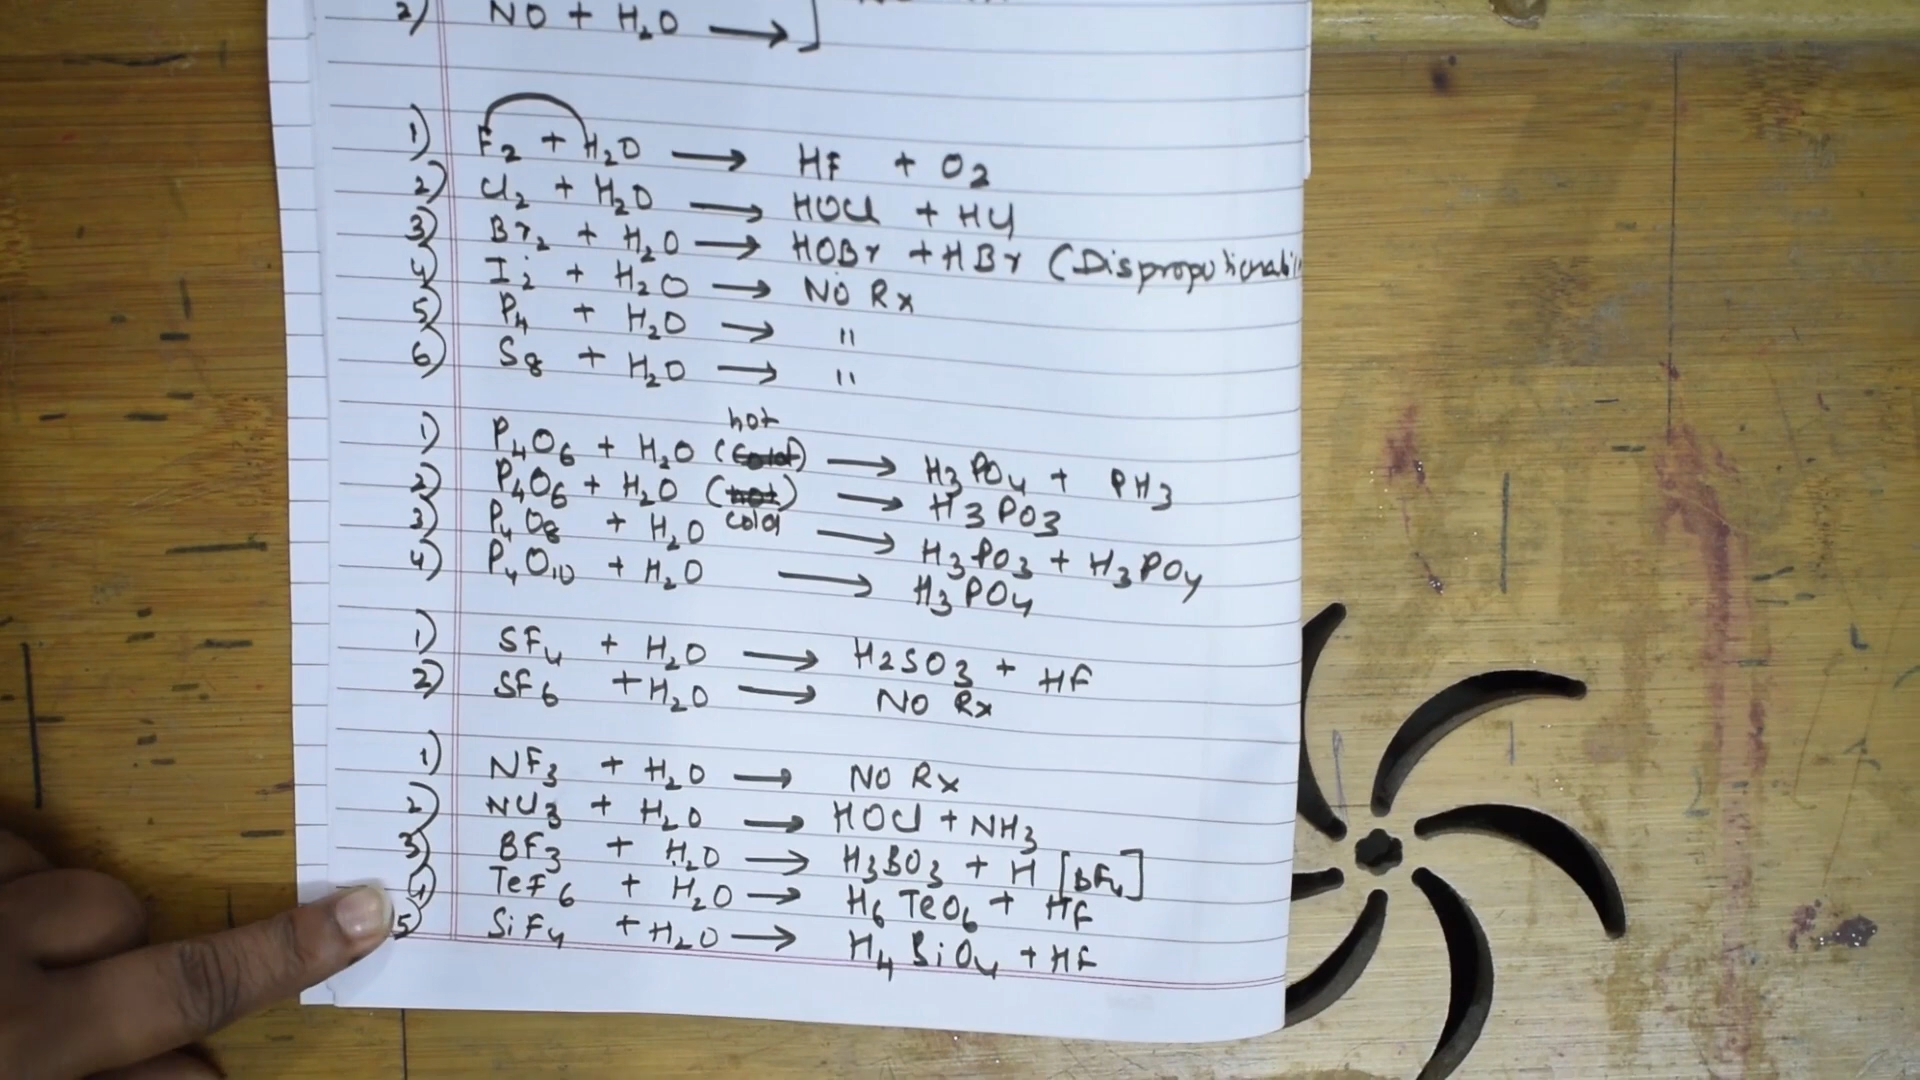 2) NO + H₂O ⟶ ]
1) F₂ + H₂O ⟶ HF + O₂
2) Cl₂ + H₂O ⟶ HOCl + HCl
3) Br₂ + H₂O ⟶ HOBr + HBr (Disproportionati
4) I₂ + H₂O ⟶ NO Rx
5) P₄ + H₂O ⟶ "
6) S₈ + H₂O ⟶ "
hot
1) P₄O₆ + H₂O (cold) ⟶ H₃PO₄ + PH₃
2) P₄O₆ + H₂O (hot) ⟶ H₃PO₃
cold
3) P₄O₈ + H₂O ⟶ H₃PO₃ + H₃PO₄
4) P₄O₁₀ + H₂O ⟶ H₃PO₄
1) SF₄ + H₂O ⟶ H₂SO₃ + HF
2) SF₆ + H₂O ⟶ NO Rx
1) NF₃ + H₂O ⟶ NO Rx
2) NCl₃ + H₂O ⟶ HOCl + NH₃
3) BF₃ + H₂O ⟶ H₃BO₃ + H[BF₄]
4) TeF₆ + H₂O ⟶ H₆TeO₆ + HF
5) SiF₄ + H₂O ⟶ H₄SiO₄ + HF